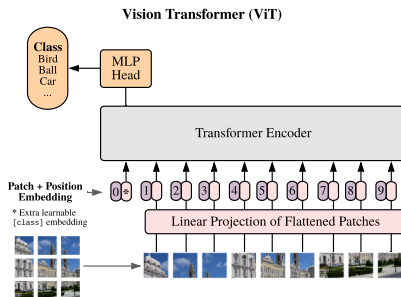 Vision Transformer (ViT)
Class
Bird
Ball
Car
...
MLP
Head
Transformer Encoder
Patch + Position
Embedding
0 * 1 2 3 4 5 6 7 8 9
* Extra learnable
[class] embedding
Linear Projection of Flattened Patches